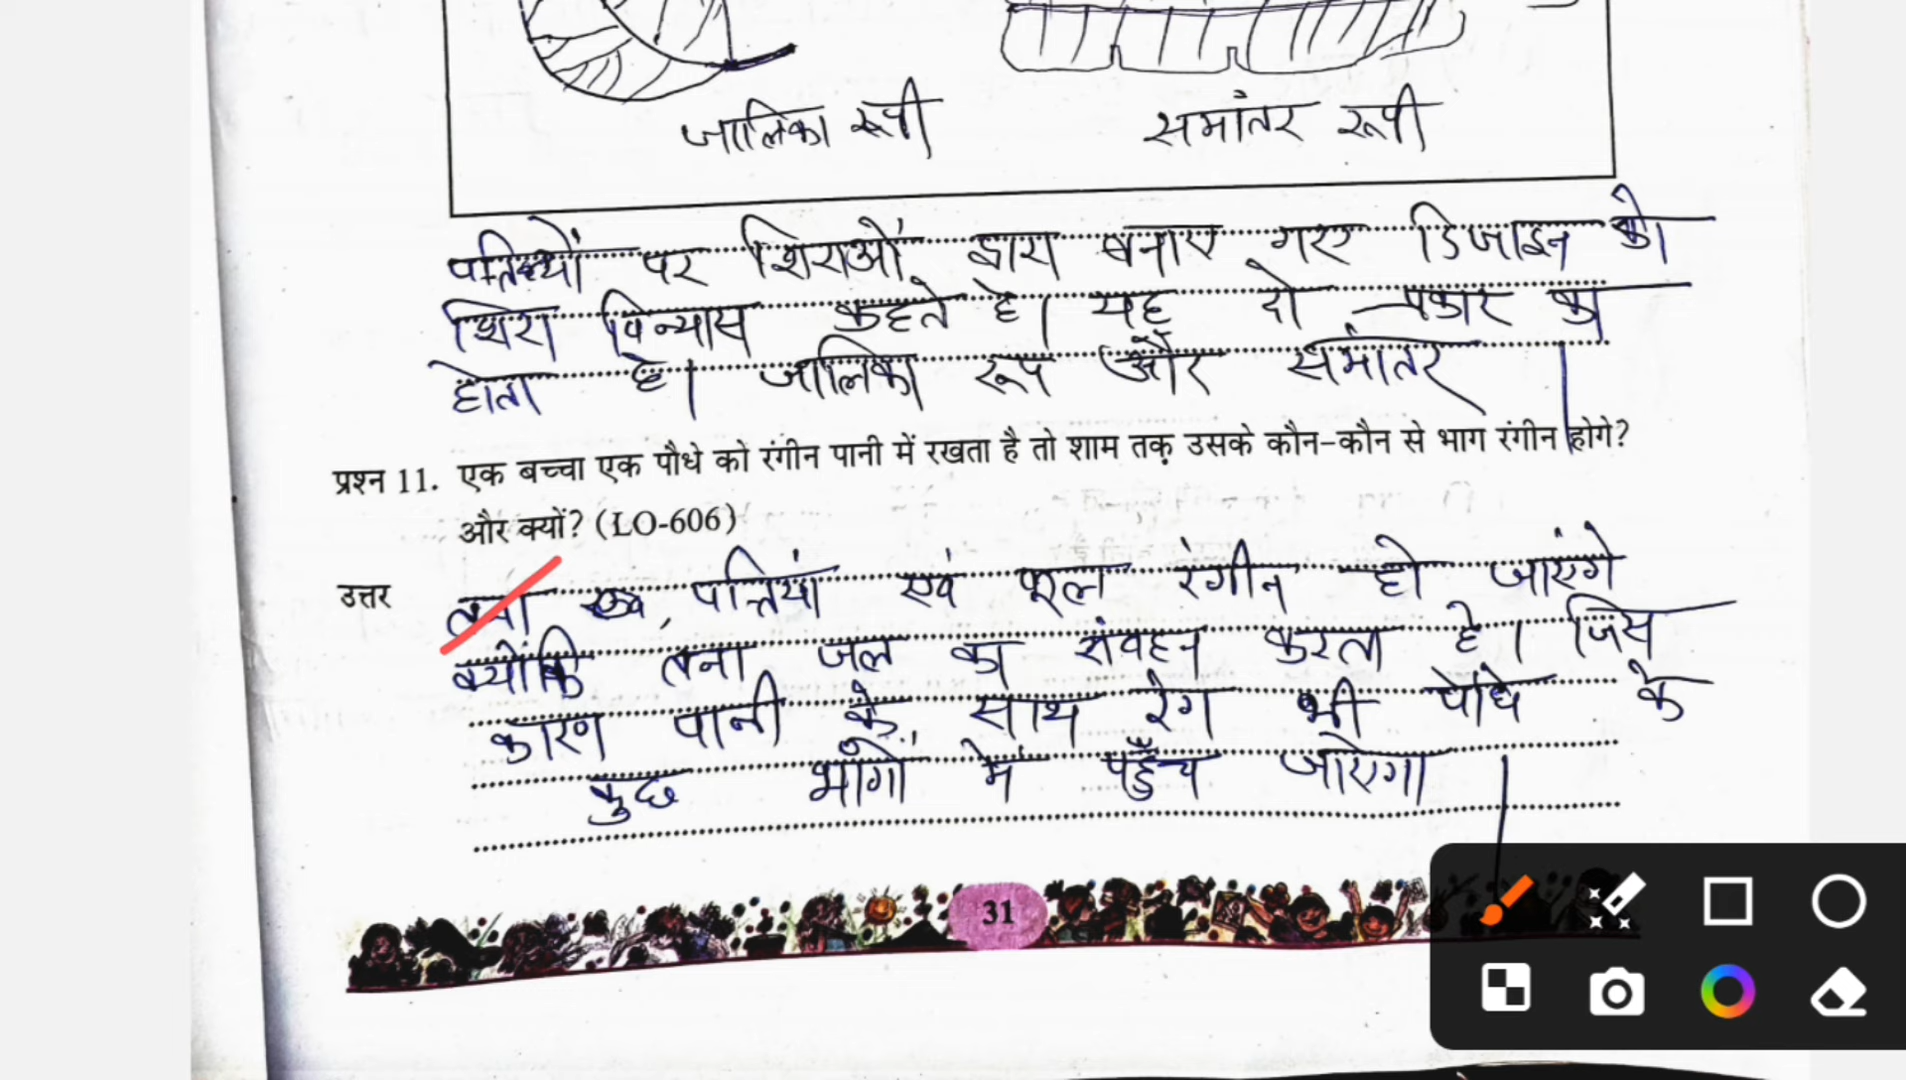 जालिका रूपी
समांतर रूपी
पत्तियों पर शिराओं द्वारा बनाए गए डिजाइन को
शिरा विन्यास कहते है। यह दो प्रकार का
होता है। जालिका रूप और समांतर ।
प्रश्न 11. एक बच्चा एक पौधे को रंगीन पानी में रखता है तो शाम तक उसके कौन-कौन से भाग रंगीन होगे?
और क्यों? (LO-606)
उत्तर तना एवं पत्तियां एवं फूल रंगीन हो जाएंगे
क्योंकि तना जल का संवहन करता है। जिस
कारण पानी के साथ रंग भी पौधे के
कुछ भागों में पहुँच जाएगा ।
31